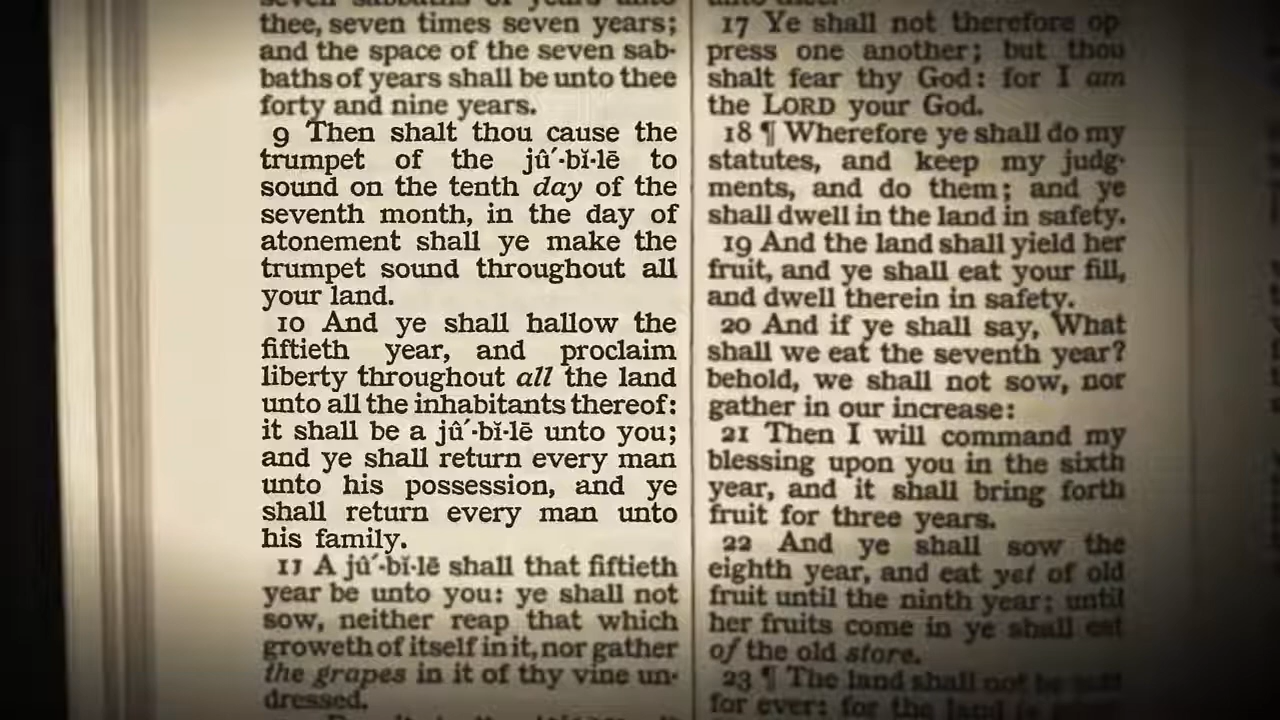 seven sabbaths of years unto
thee, seven times seven years;
and the space of the seven sab-
baths of years shall be unto thee
forty and nine years.
9 Then shalt thou cause the
trumpet of the jû´-bĭ-lē to
sound on the tenth day of the
seventh month, in the day of
atonement shall ye make the
trumpet sound throughout all
your land.
10 And ye shall hallow the
fiftieth year, and proclaim
liberty throughout all the land
unto all the inhabitants thereof:
it shall be a jû´-bĭ-lē unto you;
and ye shall return every man
unto his possession, and ye
shall return every man unto
his family.
11 A jû´-bĭ-lē shall that fiftieth
year be unto you: ye shall not
sow, neither reap that which
groweth of itself in it, nor gather
the grapes in it of thy vine un-
dressed.
17 Ye shall not therefore op
press one another; but thou
shalt fear thy God: for I am
the LORD your God.
18 ¶ Wherefore ye shall do my
statutes, and keep my judg-
ments, and do them; and ye
shall dwell in the land in safety.
19 And the land shall yield her
fruit, and ye shall eat your fill,
and dwell therein in safety.
20 And if ye shall say, What
shall we eat the seventh year?
behold, we shall not sow, nor
gather in our increase:
21 Then I will command my
blessing upon you in the sixth
year, and it shall bring forth
fruit for three years.
22 And ye shall sow the
eighth year, and eat yet of old
fruit until the ninth year; until
her fruits come in ye shall eat
of the old store.
23 ¶ The land shall not be
for ever: for the land is